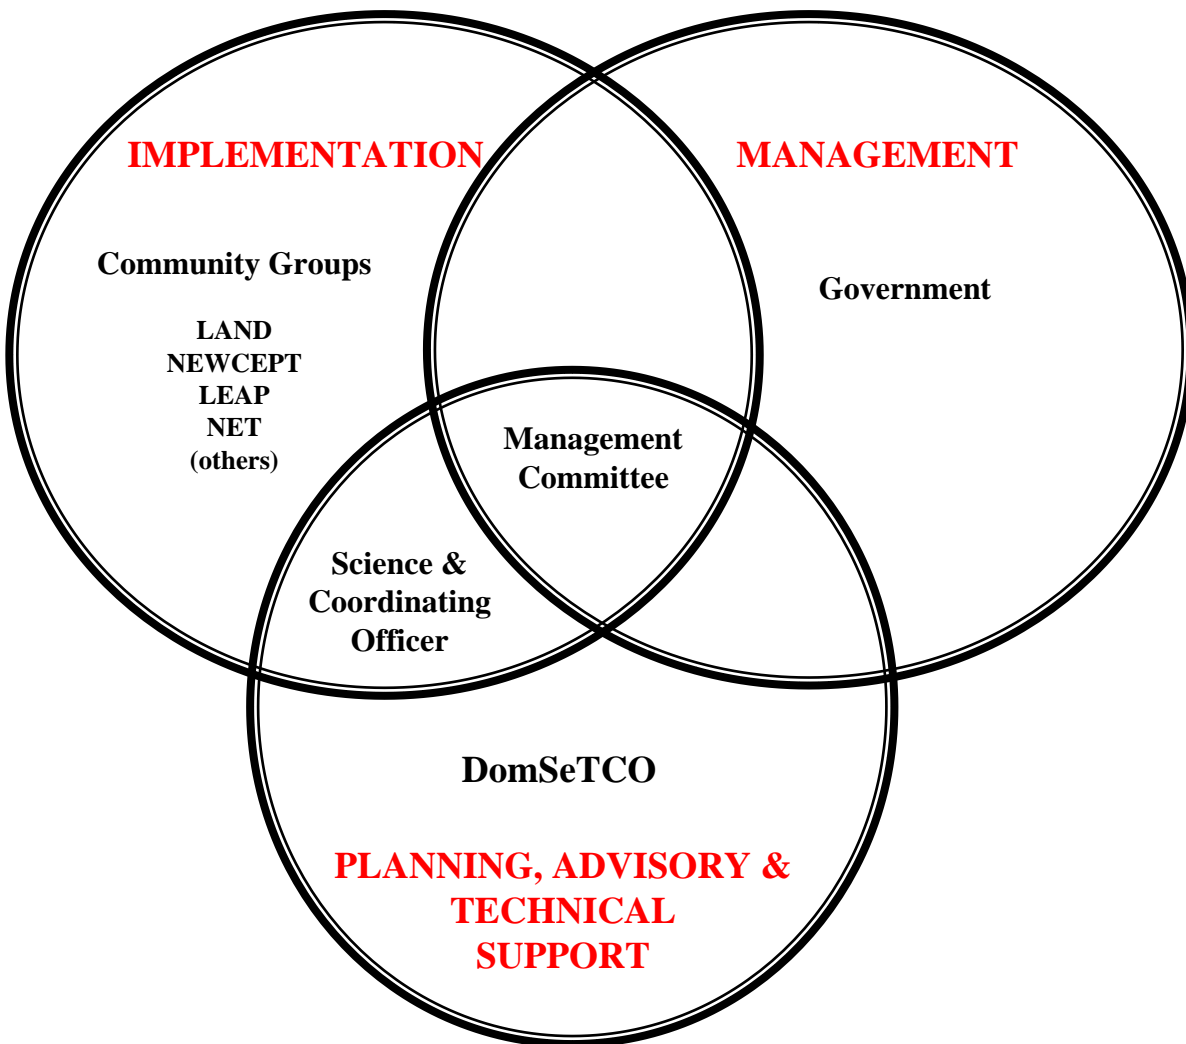 IMPLEMENTATION
Community Groups
LAND
NEWCEPT
LEAP
NET
(others)
MANAGEMENT
Government
Management
Committee
Science &
Coordinating
Officer
DomSeTCO
PLANNING, ADVISORY &
TECHNICAL
SUPPORT